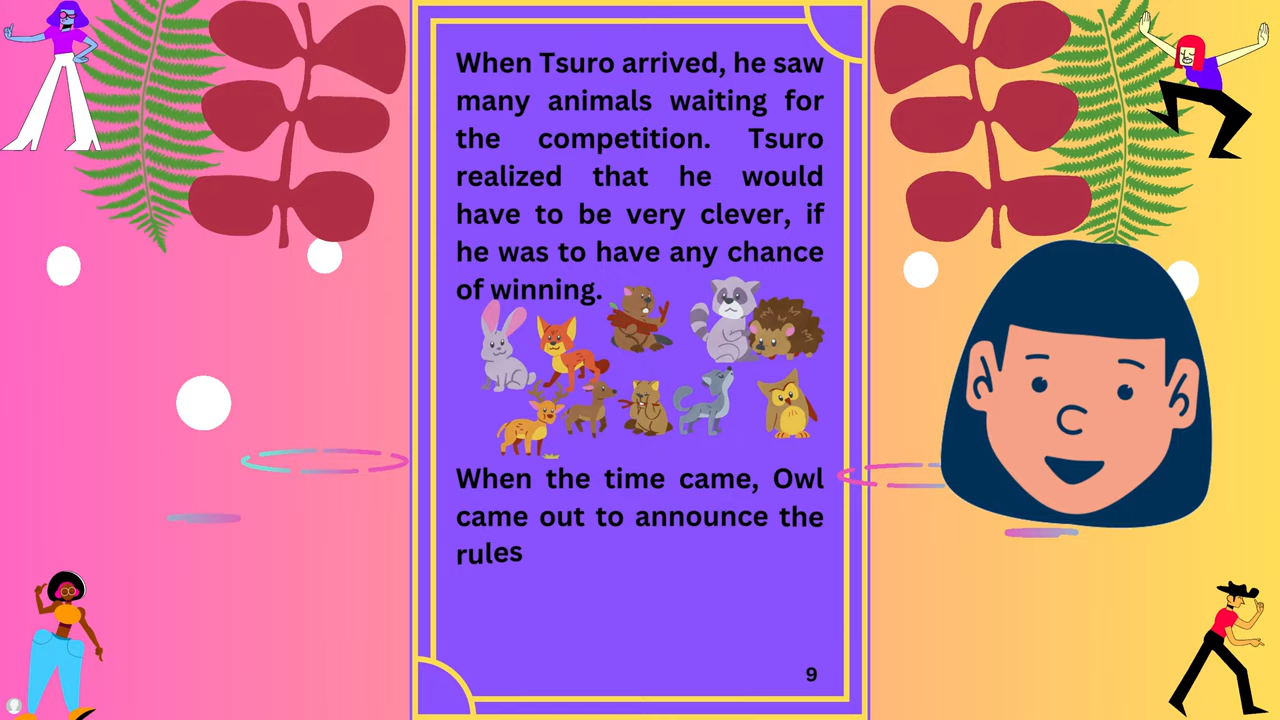 When Tsuro arrived, he saw
many animals waiting for
the competition. Tsuro
realized that he would
have to be very clever, if
he was to have any chance
of winning.
When the time came, Owl
came out to announce the
rules
9